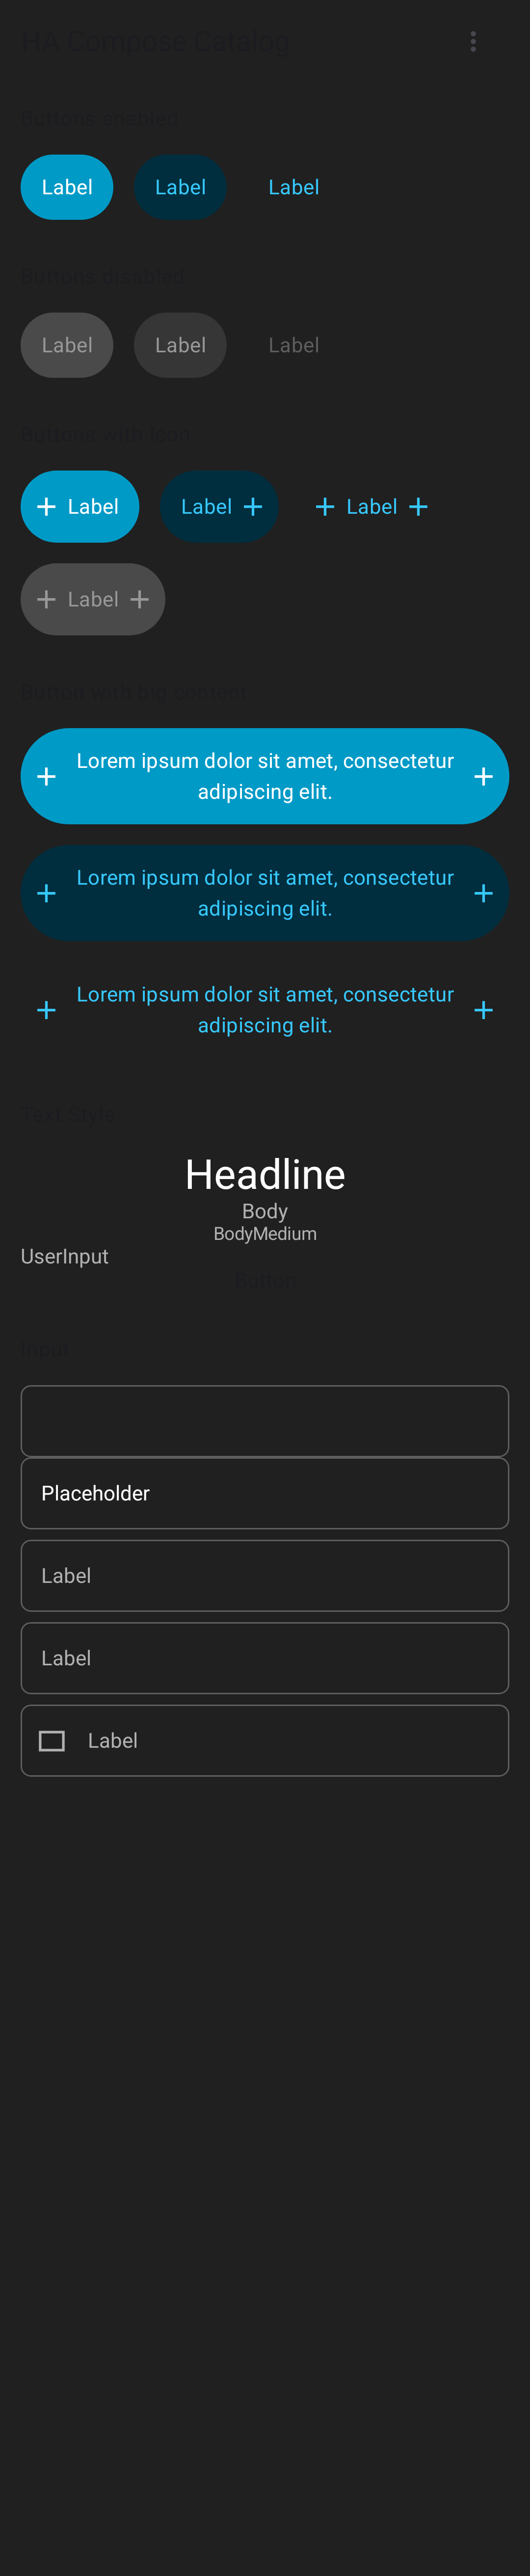 HA Compose Catalog
Buttons enabled
Label Label Label
Buttons disabled
Label Label Label
Buttons with Icon
Label Label Label
Label
Button with big content
Lorem ipsum dolor sit amet, consectetur
adipiscing elit.
Lorem ipsum dolor sit amet, consectetur
adipiscing elit.
Lorem ipsum dolor sit amet, consectetur
adipiscing elit.
Text Style
Headline
Body
BodyMedium
UserInput
Button
Input
Placeholder
Label
Label
Label